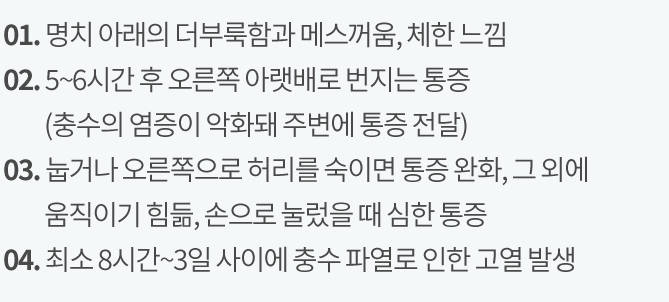 01. 명치 아래의 더부룩함과 메스꺼움, 체한 느낌
02. 5~6시간 후 오른쪽 아랫배로 번지는 통증
(충수의 염증이 악화돼 주변에 통증 전달)
03. 눕거나 오른쪽으로 허리를 숙이면 통증 완화, 그 외에
움직이기 힘듦, 손으로 눌렀을 때 심한 통증
04. 최소 8시간~3일 사이에 충수 파열로 인한 고열 발생